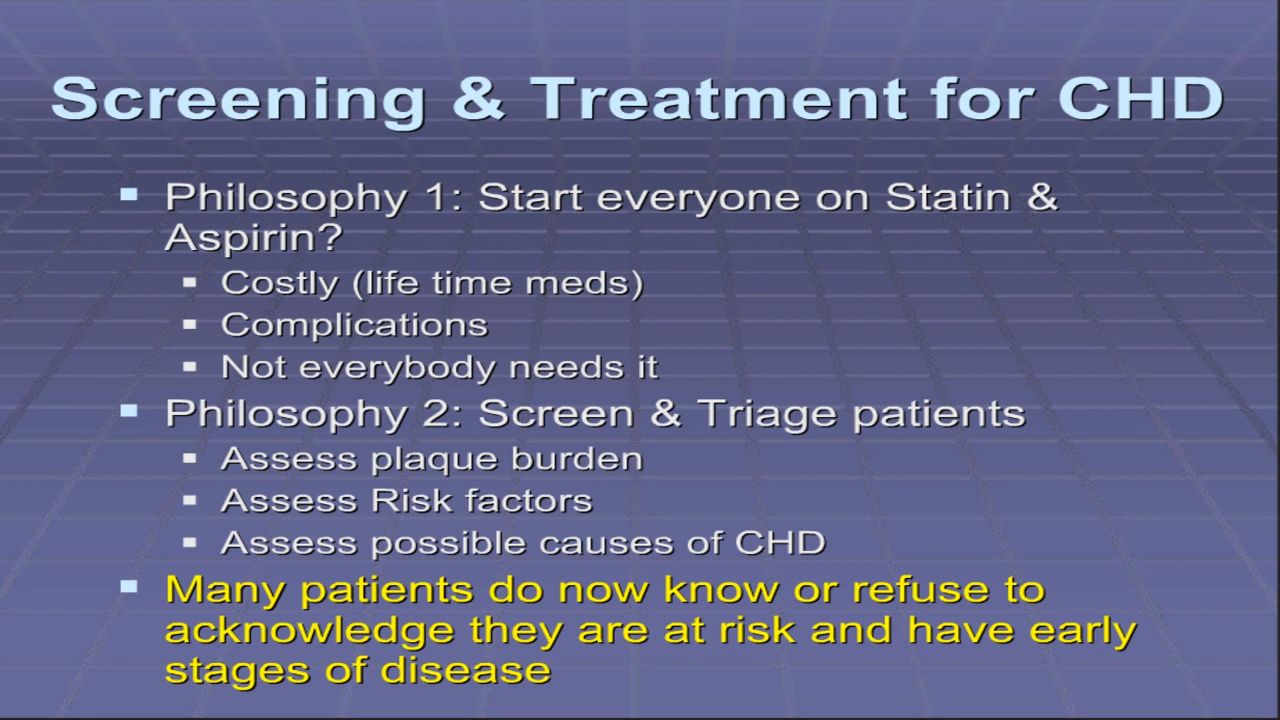 Screening & Treatment for CHD
Philosophy 1: Start everyone on Statin &
Aspirin?
Costly (life time meds)
Complications
Not everybody needs it
Philosophy 2: Screen & Triage patients
Assess plaque burden
Assess Risk factors
Assess possible causes of CHD
Many patients do now know or refuse to
acknowledge they are at risk and have early
stages of disease